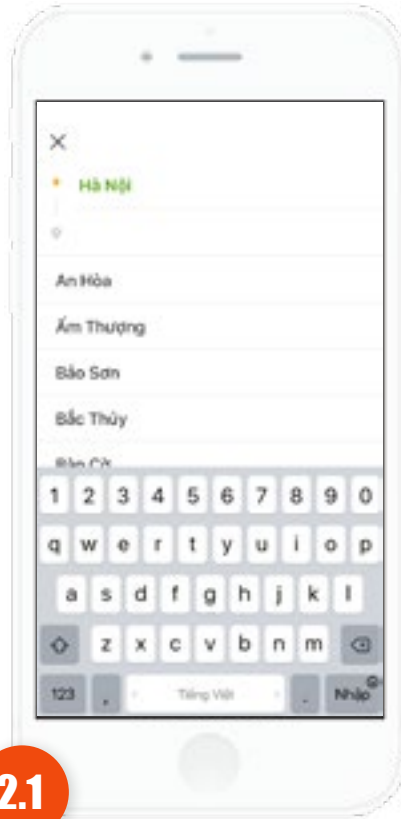 Hà Nội
An Hòa
Ấm Thượng
Bảo Sơn
Bắc Thủy
1 2 3 4 5 6 7 8 9 0
q w e r t y u i o p
a s d f g h j k l
z x c v b n m
123 , Tiếng Việt . Nhập
2.1